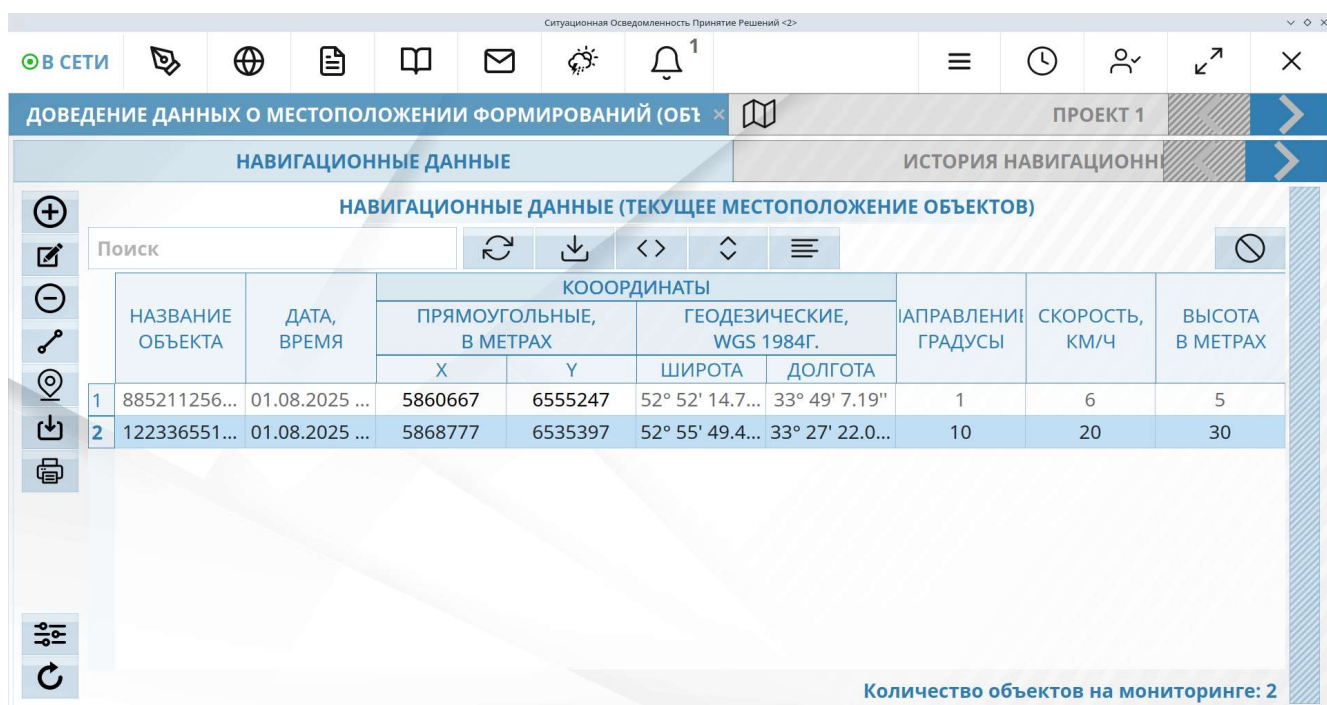 Ситуационная Осведомленность Принятие Решений <2>
В СЕТИ
1
ДОВЕДЕНИЕ ДАННЫХ О МЕСТОПОЛОЖЕНИИ ФОРМИРОВАНИЙ (ОБЪ
ПРОЕКТ 1
НАВИГАЦИОННЫЕ ДАННЫЕ
ИСТОРИЯ НАВИГАЦИОНН
НАВИГАЦИОННЫЕ ДАННЫЕ (ТЕКУЩЕЕ МЕСТОПОЛОЖЕНИЕ ОБЪЕКТОВ)
Поиск
НАЗВАНИЕ
ОБЪЕКТА
ДАТА,
ВРЕМЯ
КОООРДИНАТЫ
ПРЯМОУГОЛЬНЫЕ,
В МЕТРАХ
ГЕОДЕЗИЧЕСКИЕ,
WGS 1984Г.
X
Y
ШИРОТА
ДОЛГОТА
НАПРАВЛЕНИЕ
ГРАДУСЫ
СКОРОСТЬ,
КМ/Ч
ВЫСОТА
В МЕТРАХ
1 885211256... 01.08.2025 ... 5860667 6555247 52° 52' 14.7... 33° 49' 7.19'' 1 6 5
2 122336551... 01.08.2025 ... 5868777 6535397 52° 55' 49.4... 33° 27' 22.0... 10 20 30
Количество объектов на мониторинге: 2